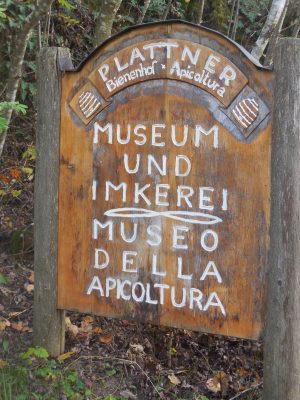 PLATTNER
Bienenhof * Apicoltura
MUSEUM
UND
IMKEREI
MUSEO
DELLA
APICOLTURA